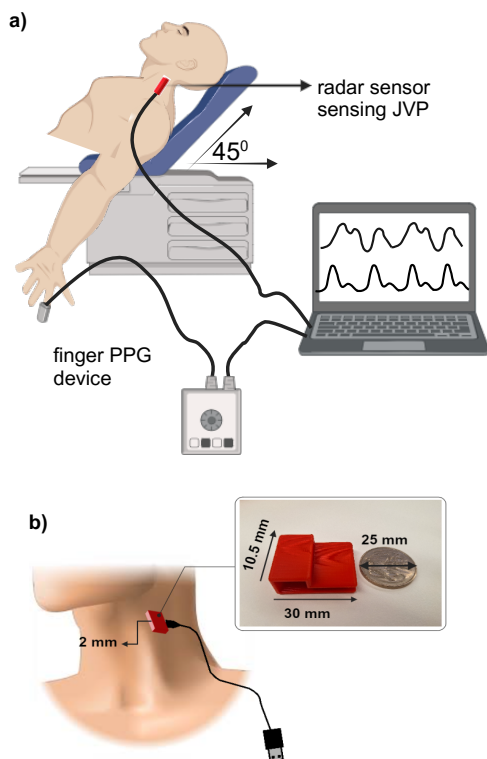 a)
radar sensor
sensing JVP
45⁰
finger PPG
device
b)
10.5 mm
25 mm
30 mm
2 mm